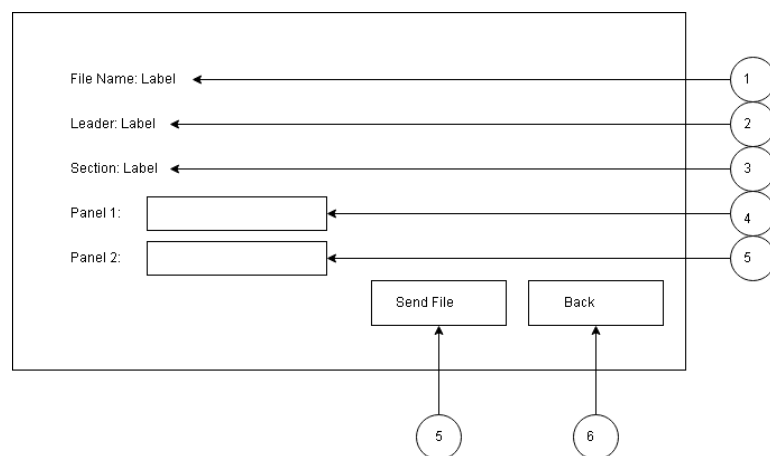 File Name: Label
1
Leader: Label
2
Section: Label
3
Panel 1:
4
Panel 2:
5
Send File
Back
5
6